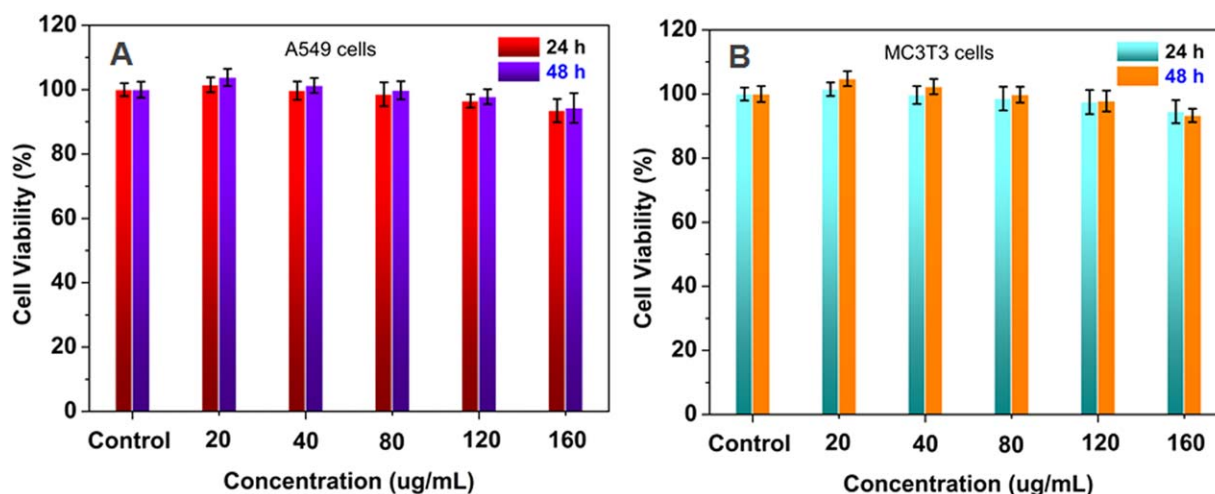 A
A549 cells
24 h
48 h
Cell Viability (%)
120
100
80
60
40
20
0
Control 20 40 80 120 160
Concentration (ug/mL)
B
MC3T3 cells
24 h
48 h
Cell Viability (%)
120
100
80
60
40
20
0
Control 20 40 80 120 160
Concentration (ug/mL)